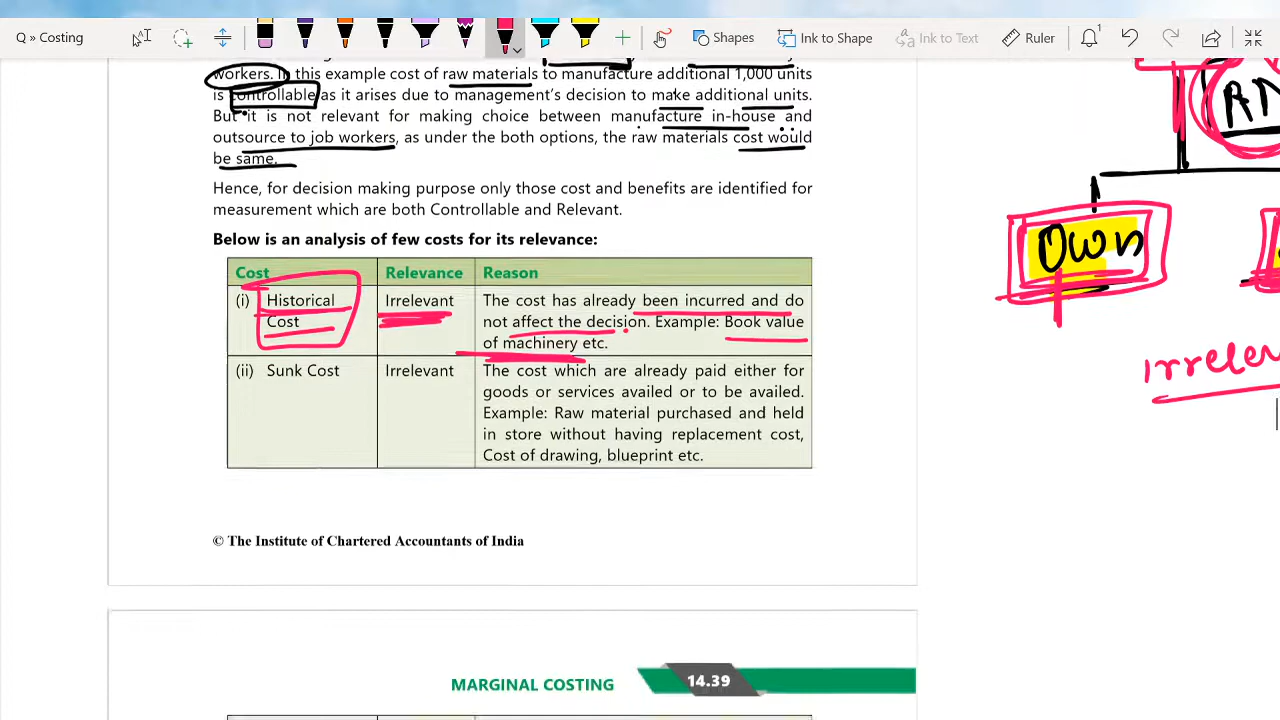 Q » Costing
Shapes
Ink to Shape
Ink to Text
Ruler
workers. In this example cost of raw materials to manufacture additional 1,000 units
is controllable as it arises due to management's decision to make additional units.
But it is not relevant for making choice between manufacture in-house and
outsource to job workers, as under the both options, the raw materials cost would
be same.
Hence, for decision making purpose only those cost and benefits are identified for
measurement which are both Controllable and Relevant.
Below is an analysis of few costs for its relevance:
Cost Relevance Reason
(i) Historical Cost Irrelevant The cost has already been incurred and do
not affect the decision. Example: Book value
of machinery etc.
(ii) Sunk Cost Irrelevant The cost which are already paid either for
goods or services availed or to be availed.
Example: Raw material purchased and held
in store without having replacement cost,
Cost of drawing, blueprint etc.
© The Institute of Chartered Accountants of India
MARGINAL COSTING 14.39
Own